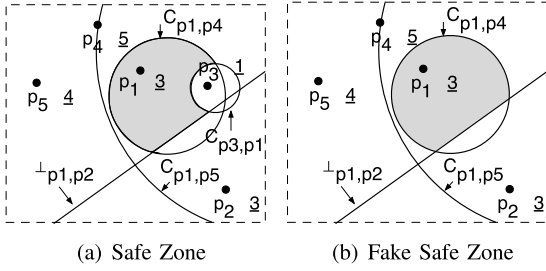 p4 5 Cp1,p4
p1 3 p3 1
p5 4
Cp3,p1
⊥p1,p2 Cp1,p5
p2 3
(a) Safe Zone
p4 5 Cp1,p4
p1 3
p5 4
⊥p1,p2 Cp1,p5
p2 3
(b) Fake Safe Zone